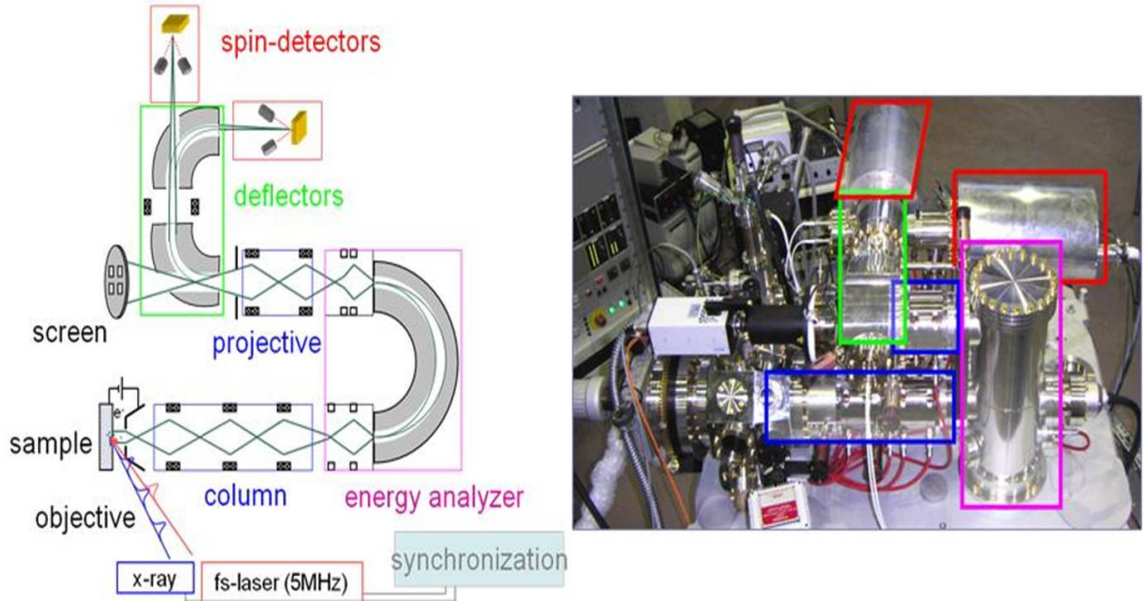 spin-detectors
deflectors
screen
projective
e-
sample
column
energy analyzer
objective
synchronization
x-ray
fs-laser (5MHz)